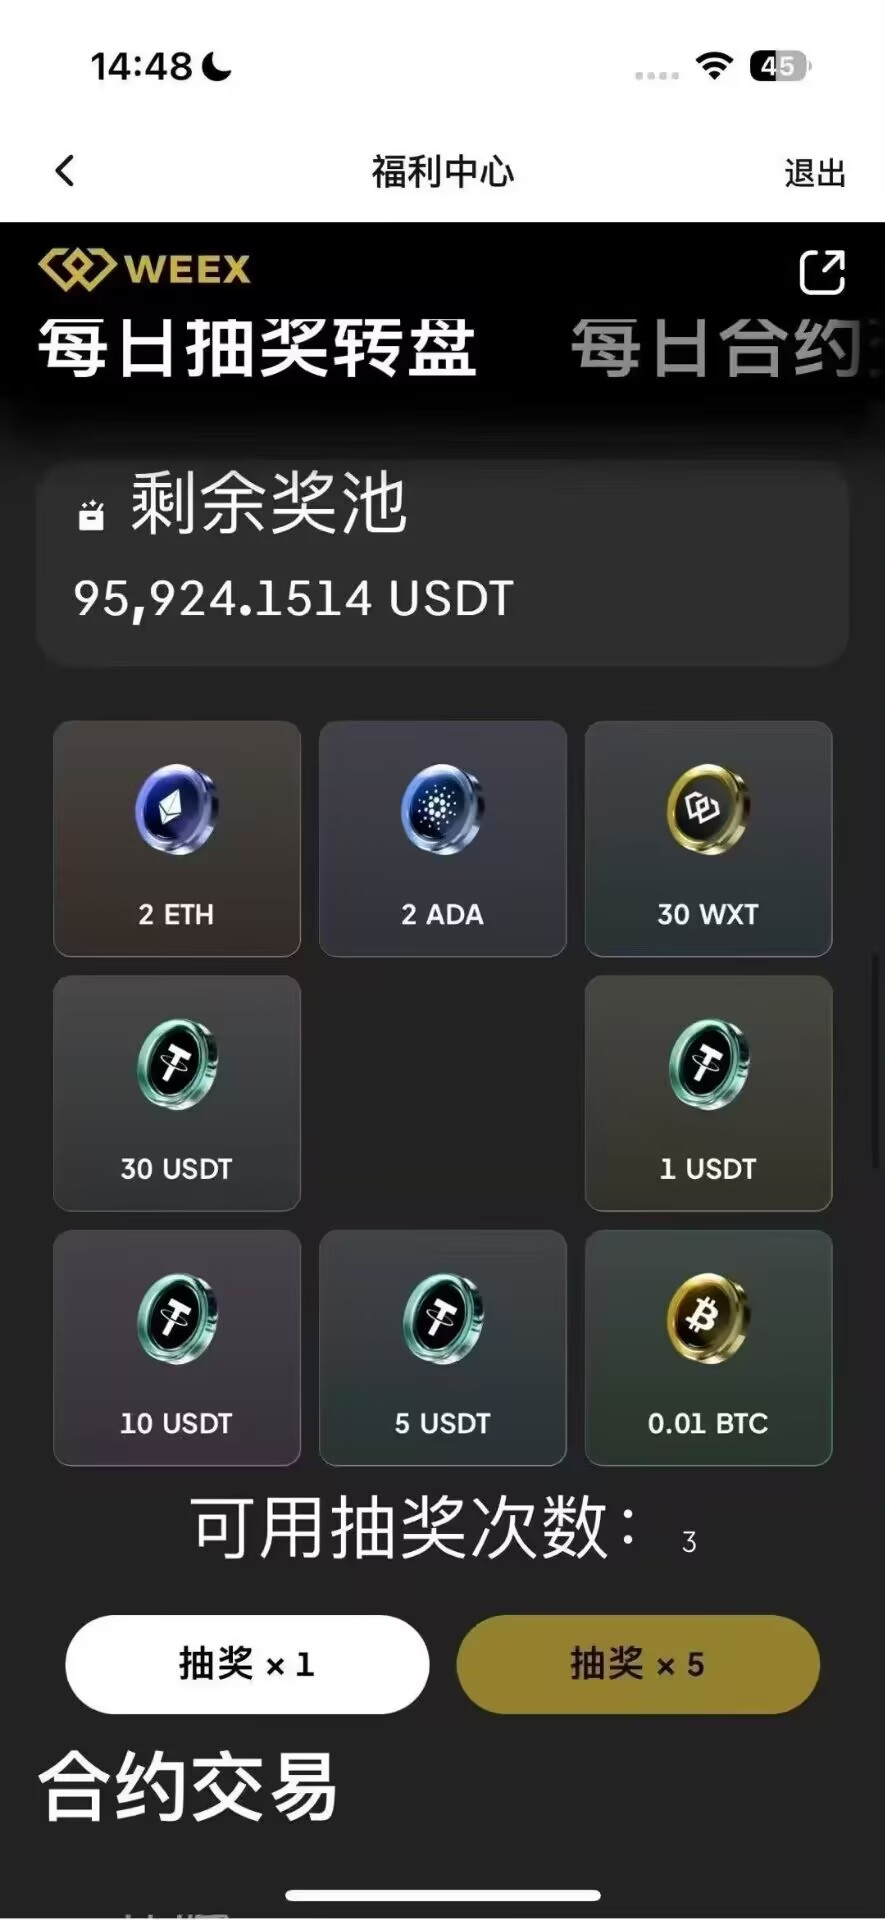 14:48
45
福利中心 退出
WEEX
每日抽奖转盘 每日合约
剩余奖池
95,924.1514 USDT
2 ETH 2 ADA 30 WXT
30 USDT 1 USDT
10 USDT 5 USDT 0.01 BTC
可用抽奖次数： 3
抽奖 × 1 抽奖 × 5
合约交易